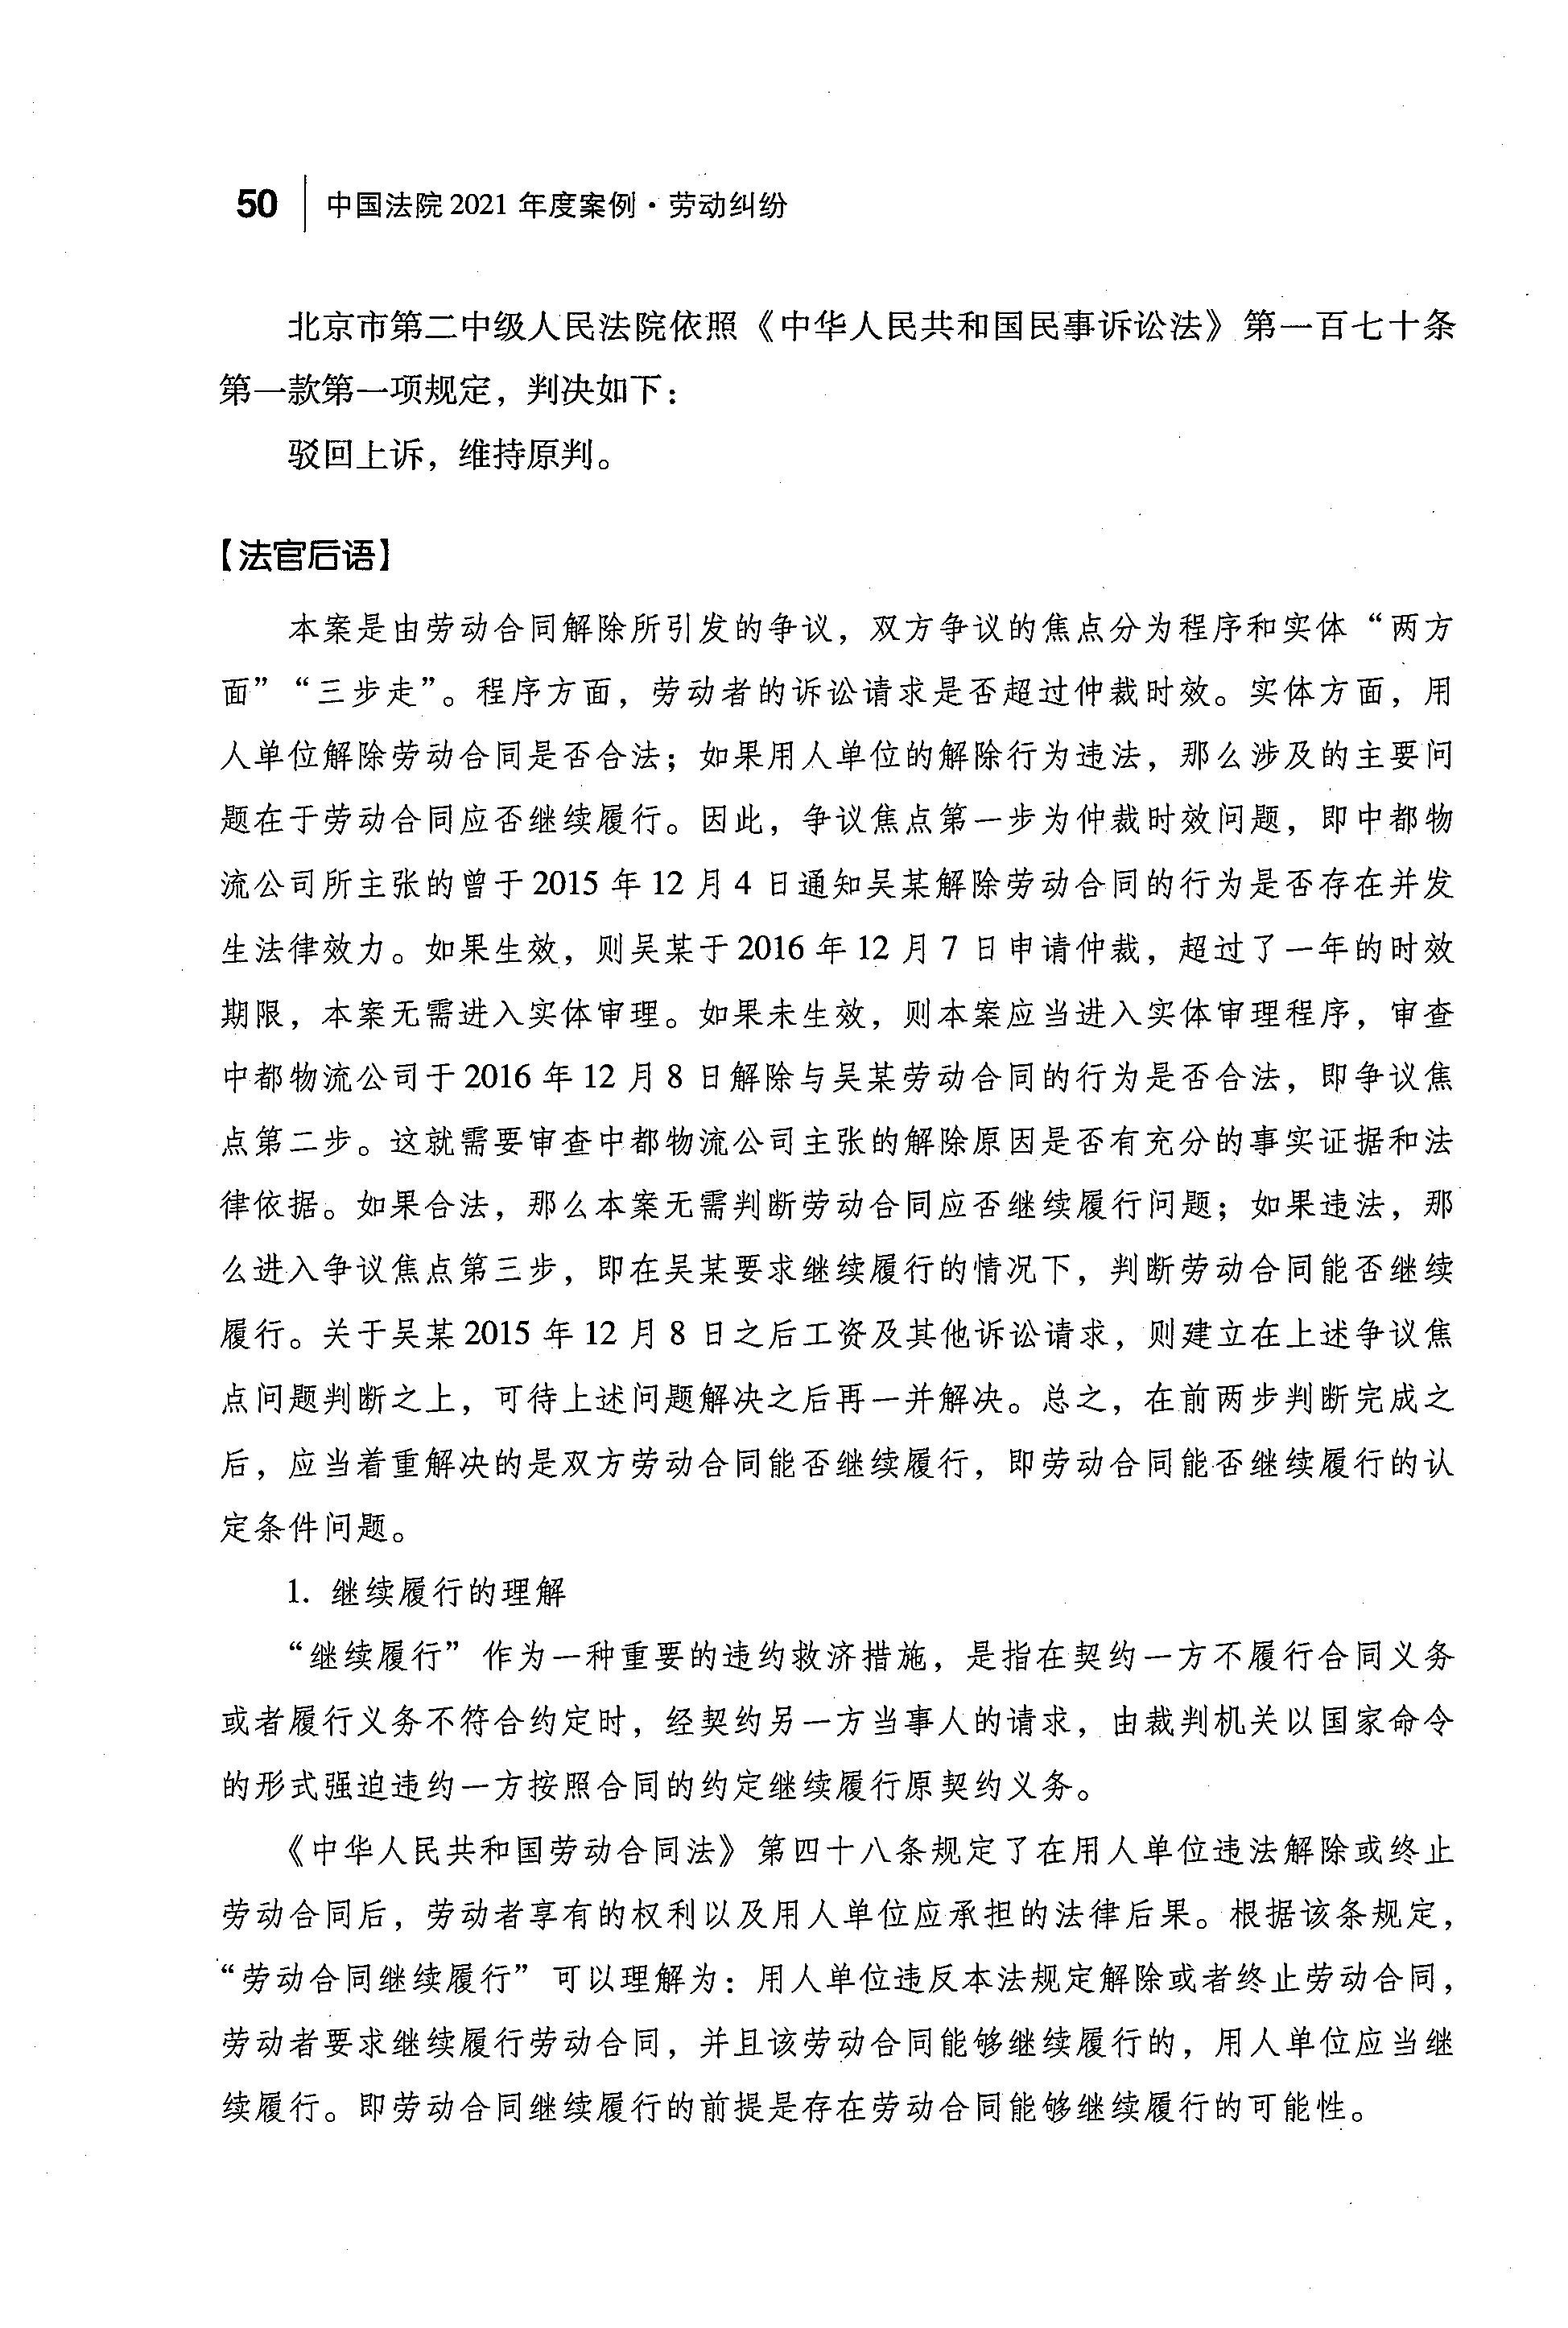 50 中国法院2021年度案例·劳动纠纷
北京市第二中级人民法院依照《中华人民共和国民事诉讼法》第一百七十条
第一款第一项规定，判决如下：
驳回上诉，维持原判。
【法官后语】
本案是由劳动合同解除所引发的争议，双方争议的焦点分为程序和实体“两方
面”“三步走”。程序方面，劳动者的诉讼请求是否超过仲裁时效。实体方面，用
人单位解除劳动合同是否合法；如果用人单位的解除行为违法，那么涉及的主要问
题在于劳动合同应否继续履行。因此，争议焦点第一步为仲裁时效问题，即中都物
流公司所主张的曾于2015年12月4日通知吴某解除劳动合同的行为是否存在并发
生法律效力。如果生效，则吴某于2016年12月7日申请仲裁，超过了一年的时效
期限，本案无需进入实体审理。如果未生效，则本案应当进入实体审理程序，审查
中都物流公司于2016年12月8日解除与吴某劳动合同的行为是否合法，即争议焦
点第二步。这就需要审查中都物流公司主张的解除原因是否有充分的事实证据和法
律依据。如果合法，那么本案无需判断劳动合同应否继续履行问题；如果违法，那
么进入争议焦点第三步，即在吴某要求继续履行的情况下，判断劳动合同能否继续
履行。关于吴某2015年12月8日之后工资及其他诉讼请求，则建立在上述争议焦
点问题判断之上，可待上述问题解决之后再一并解决。总之，在前两步判断完成之
后，应当着重解决的是双方劳动合同能否继续履行，即劳动合同能否继续履行的认
定条件问题。
1. 继续履行的理解
“继续履行”作为一种重要的违约救济措施，是指在契约一方不履行合同义务
或者履行义务不符合约定时，经契约另一方当事人的请求，由裁判机关以国家命令
的形式强迫违约一方按照合同的约定继续履行原契约义务。
《中华人民共和国劳动合同法》第四十八条规定了在用人单位违法解除或终止
劳动合同后，劳动者享有的权利以及用人单位应承担的法律后果。根据该条规定，
“劳动合同继续履行”可以理解为：用人单位违反本法规定解除或者终止劳动合同，
劳动者要求继续履行劳动合同，并且该劳动合同能够继续履行的，用人单位应当继
续履行。即劳动合同继续履行的前提是存在劳动合同能够继续履行的可能性。